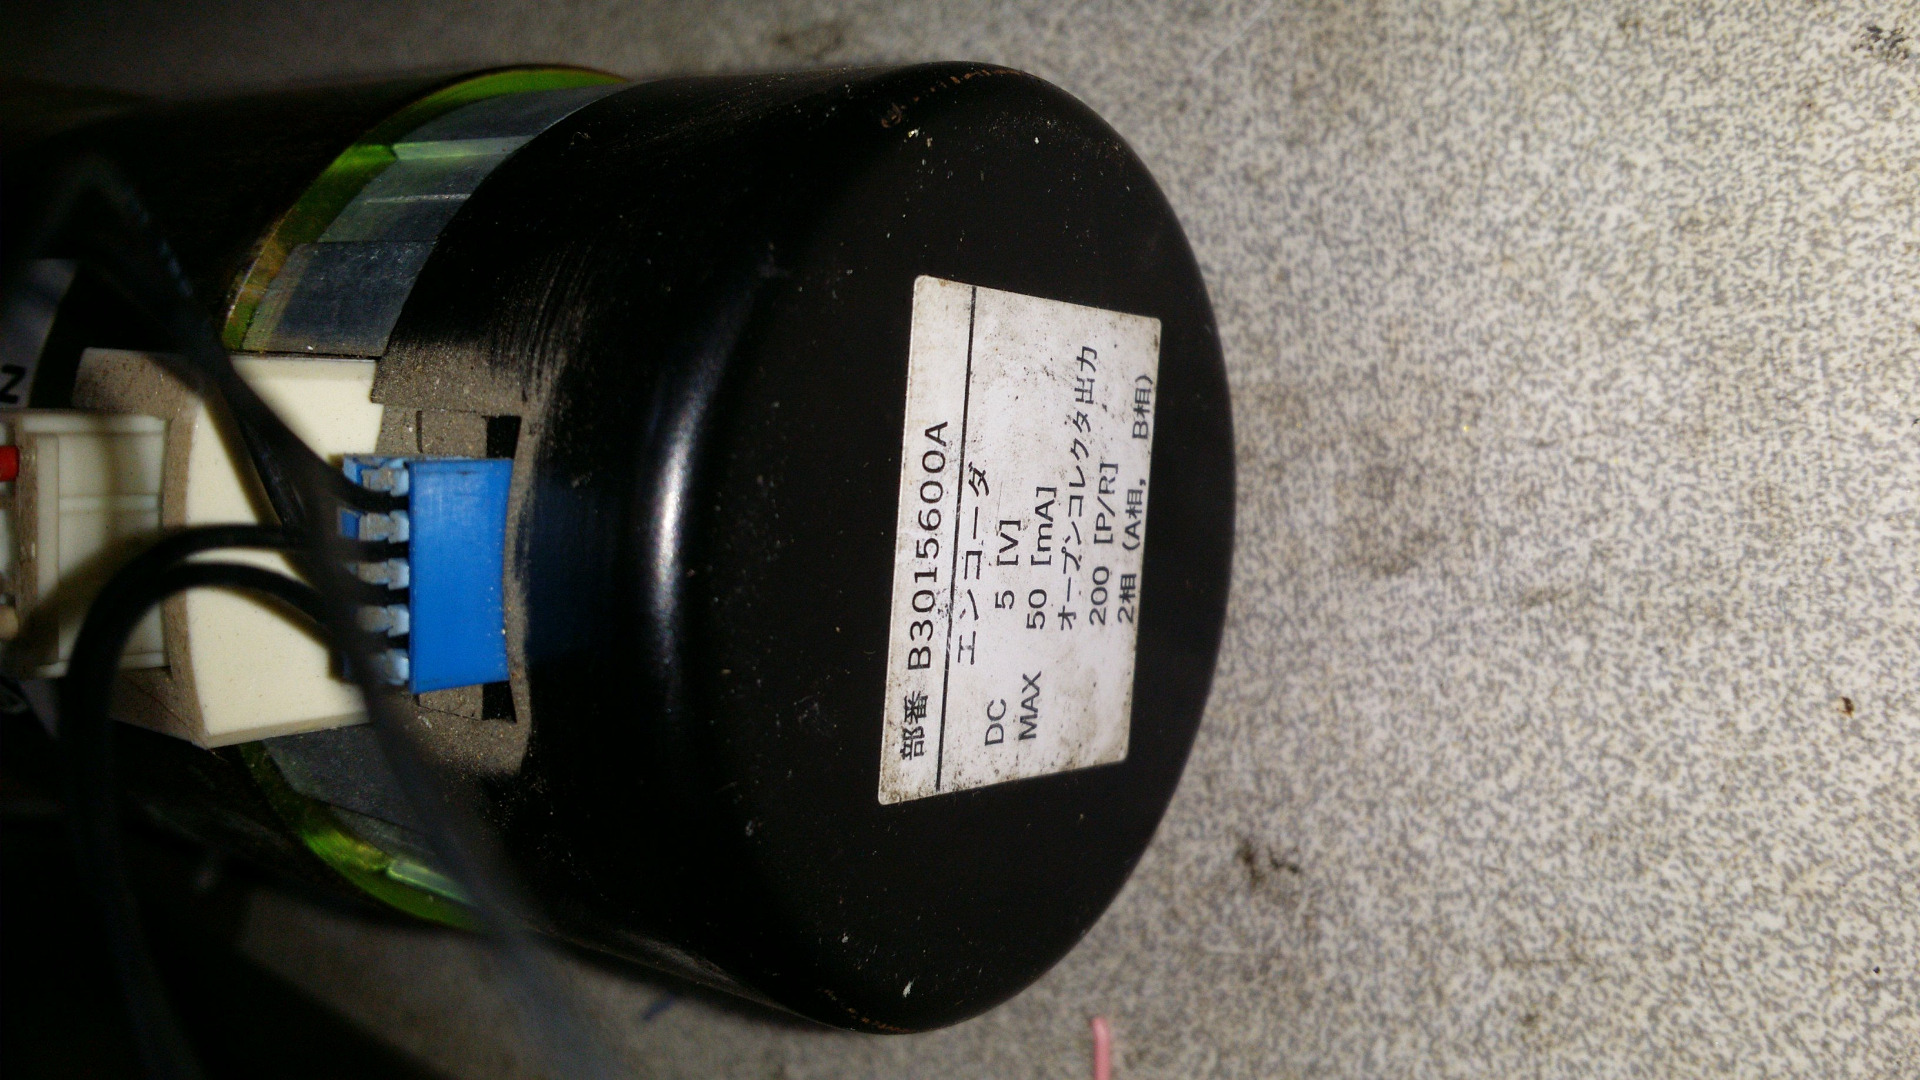 部番 B3015600A
エンコーダ
DC 5 [V]
MAX 50 [mA]
オープンコレクタ出力
200 [P/R]
2相 (A相, B相)